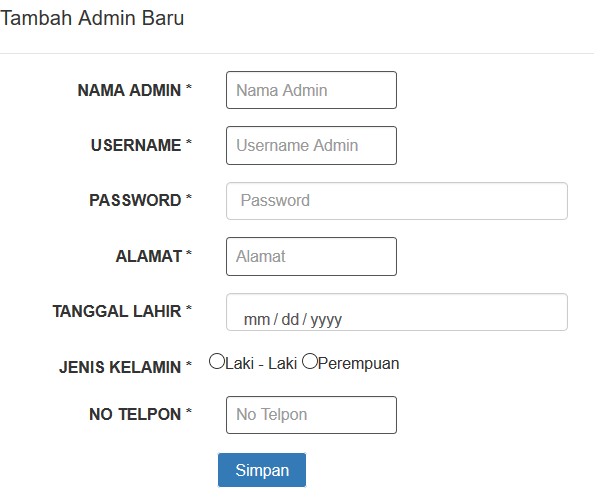 Tambah Admin Baru
NAMA ADMIN * Nama Admin
USERNAME * Username Admin
PASSWORD * Password
ALAMAT * Alamat
TANGGAL LAHIR * mm / dd / yyyy
JENIS KELAMIN * Laki - Laki Perempuan
NO TELPON * No Telpon
Simpan